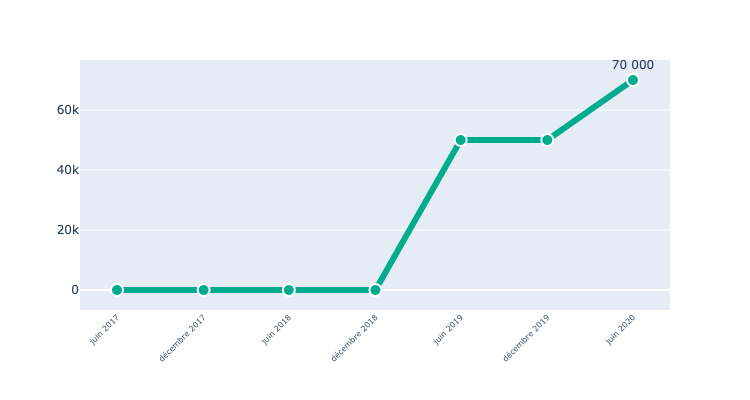 70 000
60k
40k
20k
0
juin 2017
décembre 2017
juin 2018
décembre 2018
juin 2019
décembre 2019
juin 2020